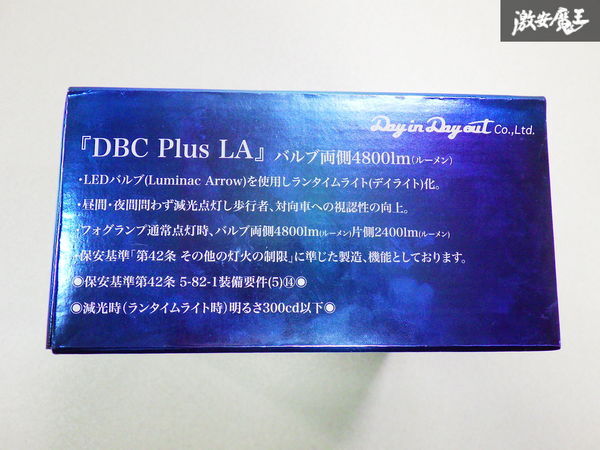 激安魔王
Day in Day out Co.,Ltd.
『DBC Plus LA』バルブ両側4800lm(ルーメン)
・LEDバルブ(Luminac Arrow)を使用しランタイムライト(デイライト)化。
・昼間・夜間問わず減光点灯し歩行者、対向車への視認性の向上。
フォグランプ通常点灯時、バルブ両側4800lm(ルーメン)片側2400lm(ルーメン)
保安基準「第42条 その他の灯火の制限」に準じた製造、機能としております。
◉保安基準第42条 5-82-1装備要件(5)⑭◉
◉減光時(ランタイムライト時)明るさ300cd以下◉